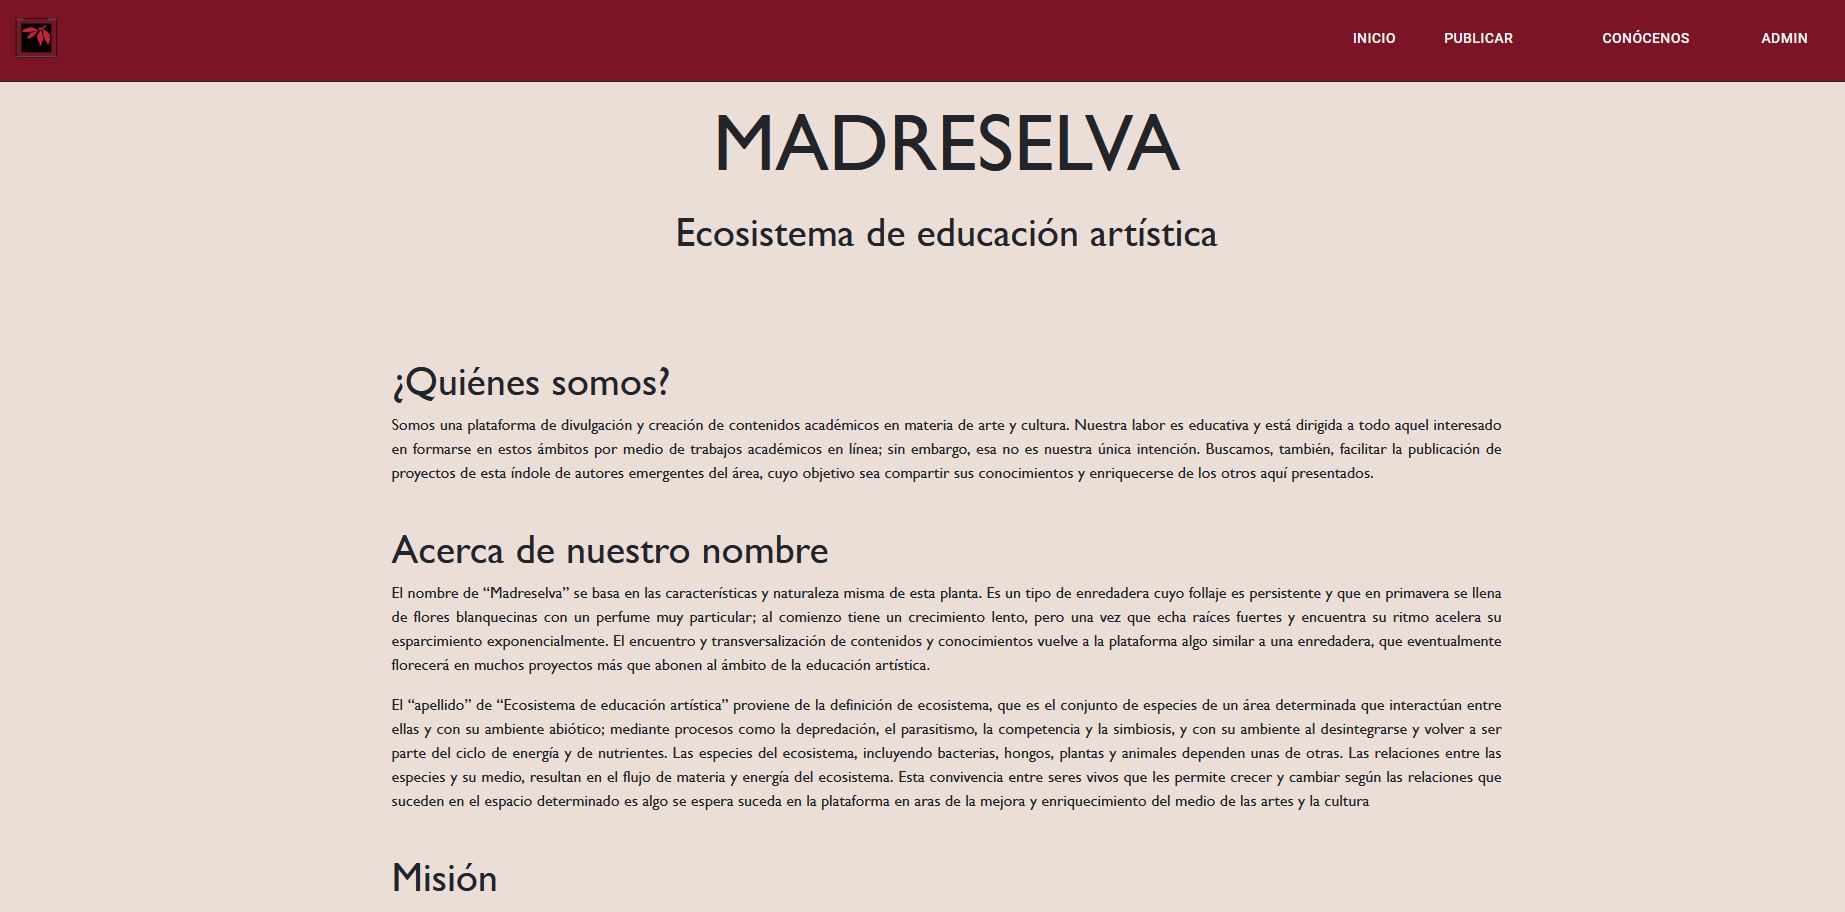 INICIO PUBLICAR CONÓCENOS ADMIN
MADRESELVA
Ecosistema de educación artística
¿Quiénes somos?
Somos una plataforma de divulgación y creación de contenidos académicos en materia de arte y cultura. Nuestra labor es educativa y está dirigida a todo aquel interesado
en formarse en estos ámbitos por medio de trabajos académicos en línea; sin embargo, esa no es nuestra única intención. Buscamos, también, facilitar la publicación de
proyectos de esta índole de autores emergentes del área, cuyo objetivo sea compartir sus conocimientos y enriquecerse de los otros aquí presentados.
Acerca de nuestro nombre
El nombre de “Madreselva” se basa en las características y naturaleza misma de esta planta. Es un tipo de enredadera cuyo follaje es persistente y que en primavera se llena
de flores blanquecinas con un perfume muy particular; al comienzo tiene un crecimiento lento, pero una vez que echa raíces fuertes y encuentra su ritmo acelera su
esparcimiento exponencialmente. El encuentro y transversalización de contenidos y conocimientos vuelve a la plataforma algo similar a una enredadera, que eventualmente
florecerá en muchos proyectos más que abonen al ámbito de la educación artística.
El “apellido” de “Ecosistema de educación artística” proviene de la definición de ecosistema, que es el conjunto de especies de un área determinada que interactúan entre
ellas y con su ambiente abiótico; mediante procesos como la depredación, el parasitismo, la competencia y la simbiosis, y con su ambiente al desintegrarse y volver a ser
parte del ciclo de energía y de nutrientes. Las especies del ecosistema, incluyendo bacterias, hongos, plantas y animales dependen unas de otras. Las relaciones entre las
especies y su medio, resultan en el flujo de materia y energía del ecosistema. Esta convivencia entre seres vivos que les permite crecer y cambiar según las relaciones que
suceden en el espacio determinado es algo se espera suceda en la plataforma en aras de la mejora y enriquecimiento del medio de las artes y la cultura
Misión